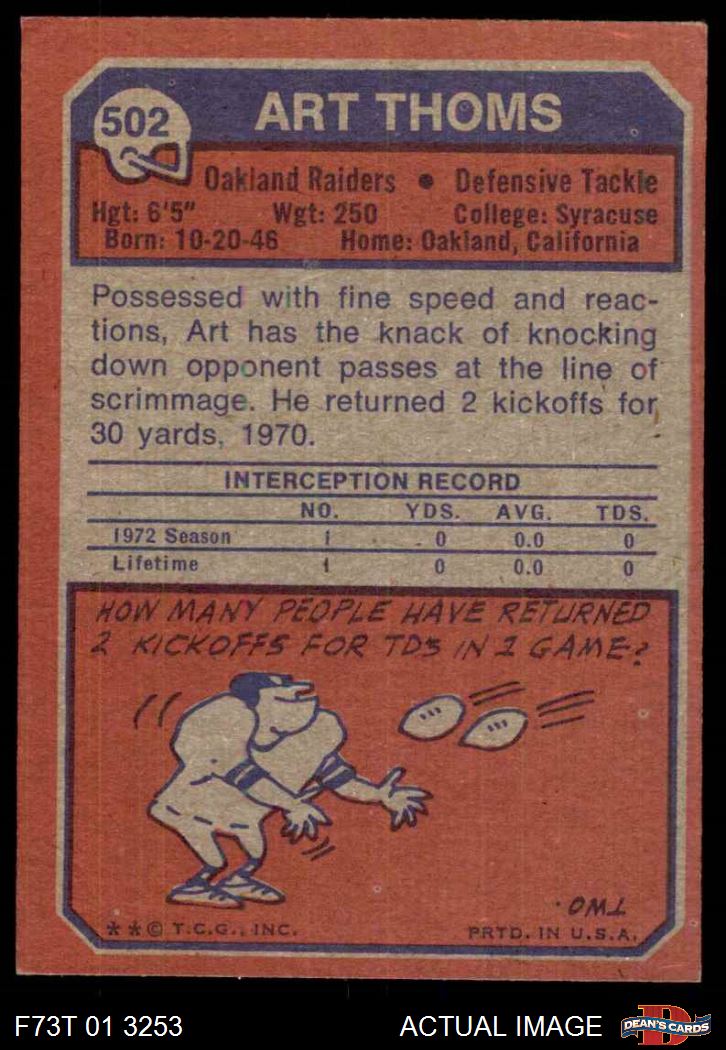 502
ART THOMS
Oakland Raiders • Defensive Tackle
Hgt: 6'5" Wgt: 250 College: Syracuse
Born: 10-20-46 Home: Oakland, California
Possessed with fine speed and reac-
tions, Art has the knack of knocking
down opponent passes at the line of
scrimmage. He returned 2 kickoffs for
30 yards, 1970.
INTERCEPTION RECORD
NO. YDS. AVG. TDS.
1972 Season 1 0 0.0 0
Lifetime 1 0 0.0 0
HOW MANY PEOPLE HAVE RETURNED
2 KICKOFFS FOR TDS IN 1 GAME?
TWO.
**© T.C.G., INC. PRTD. IN U.S.A.
F73T 01 3253 ACTUAL IMAGE D DEAN'S CARDS